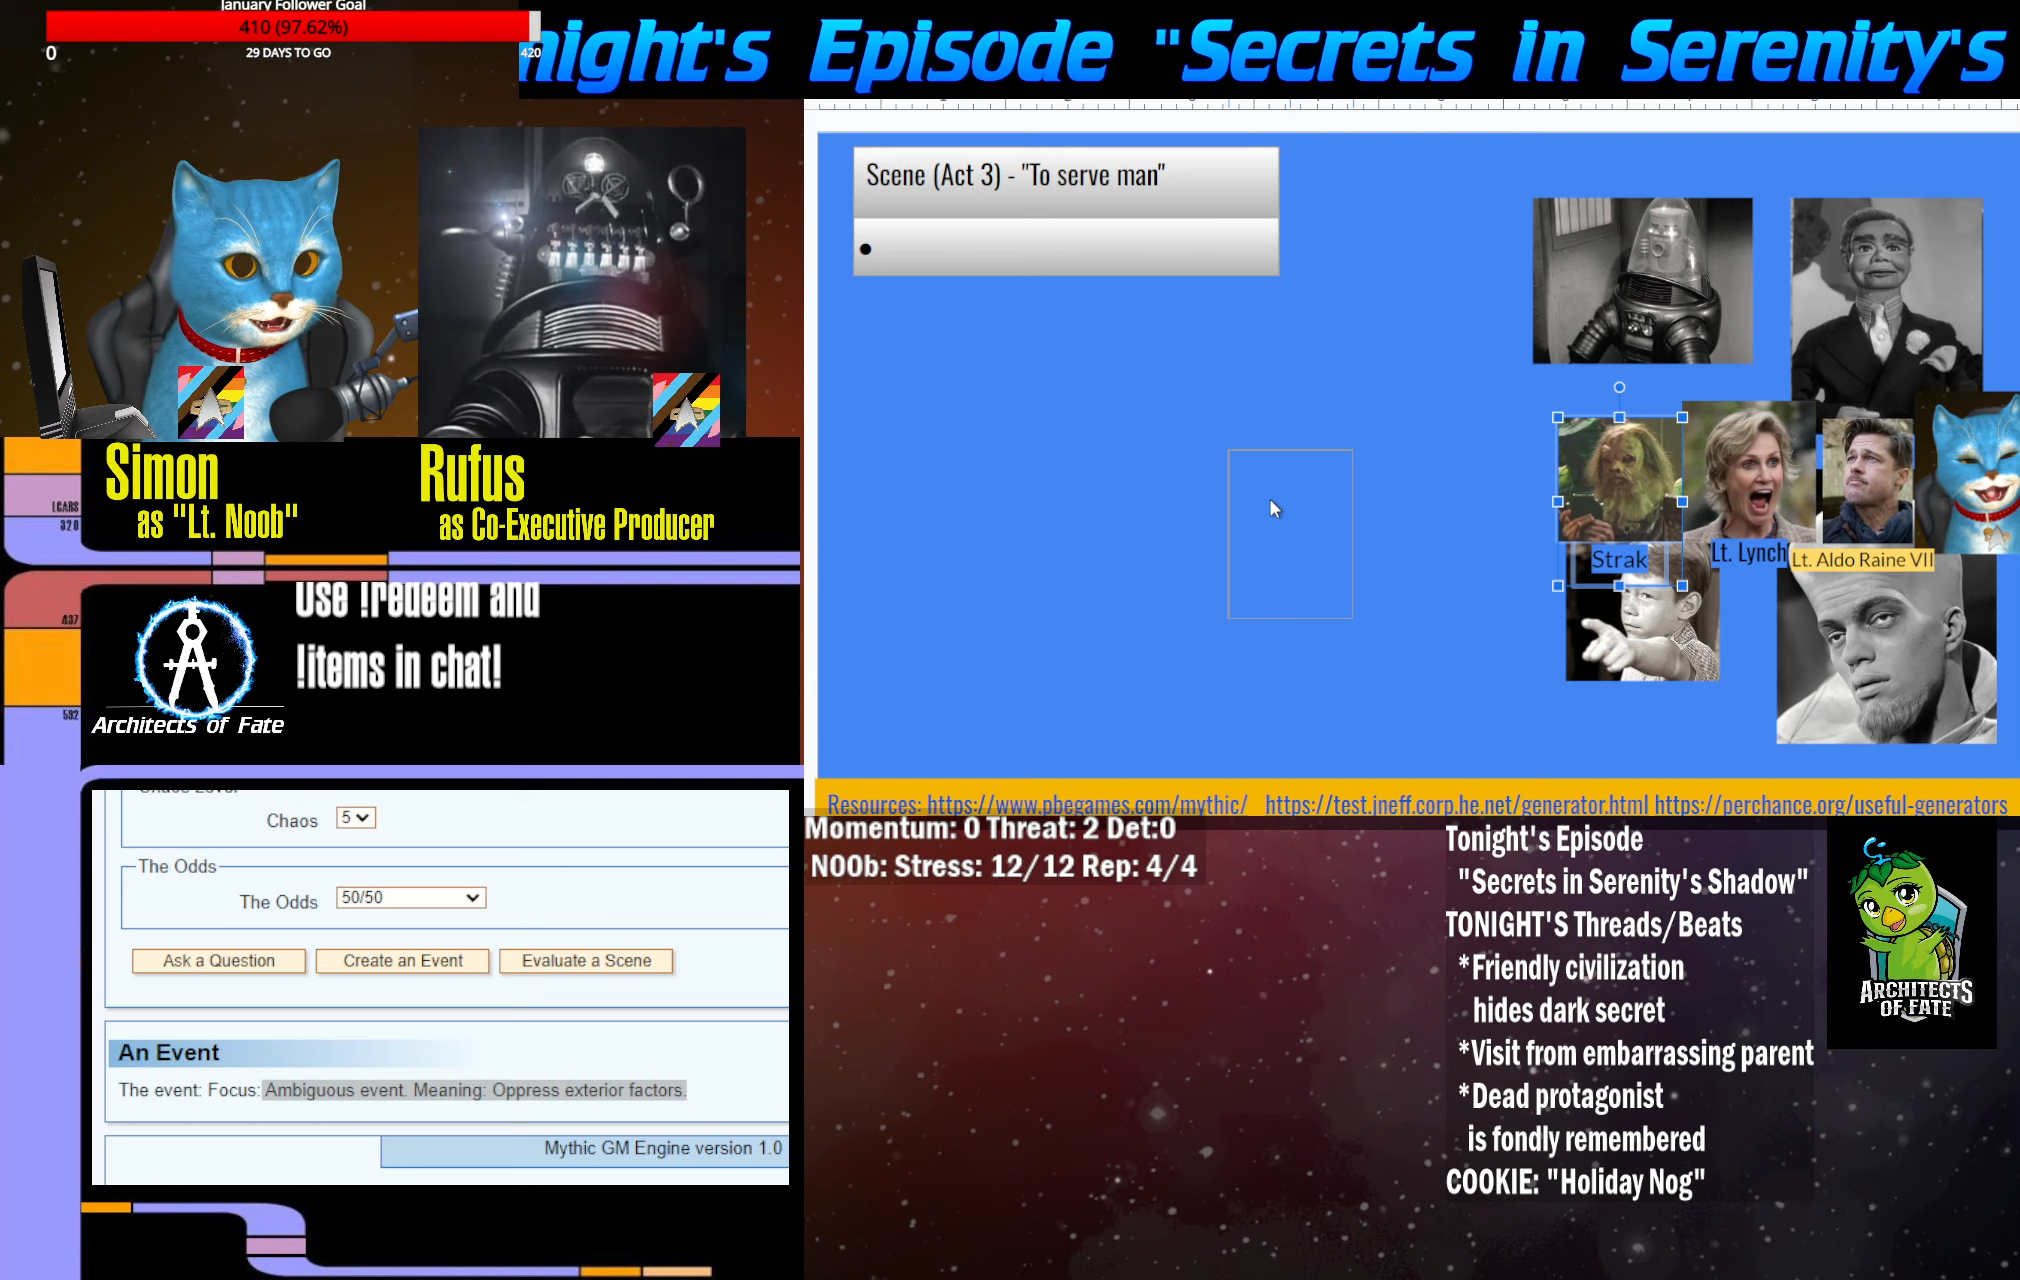 January Follower Goal
410 (97.62%)
0
29 DAYS TO GO
420
night's Episode "Secrets in Serenity's
Scene (Act 3) - "To serve man"
Simon
as "Lt. Noob"
Rufus
as Co-Executive Producer
LCARS
Strak
Lt. Lynch
Lt. Aldo Raine VII
Use !redeem and
!items in chat!
Architects of Fate
Resources: https://www.pbegames.com/mythic/ https://test.jneff.corp.he.net/generator.html https://perchance.org/useful-generators
Chaos Level
Chaos 5
The Odds
The Odds 50/50
Ask a Question Create an Event Evaluate a Scene
An Event
The event: Focus: Ambiguous event. Meaning: Oppress exterior factors.
Mythic GM Engine version 1.0
Momentum: 0 Threat: 2 Det:0
N00b: Stress: 12/12 Rep: 4/4
Tonight's Episode
"Secrets in Serenity's Shadow"
TONIGHT'S Threads/Beats
*Friendly civilization
hides dark secret
*Visit from embarrassing parent
*Dead protagonist
is fondly remembered
COOKIE: "Holiday Nog"
ARCHITECTS
OF FATE